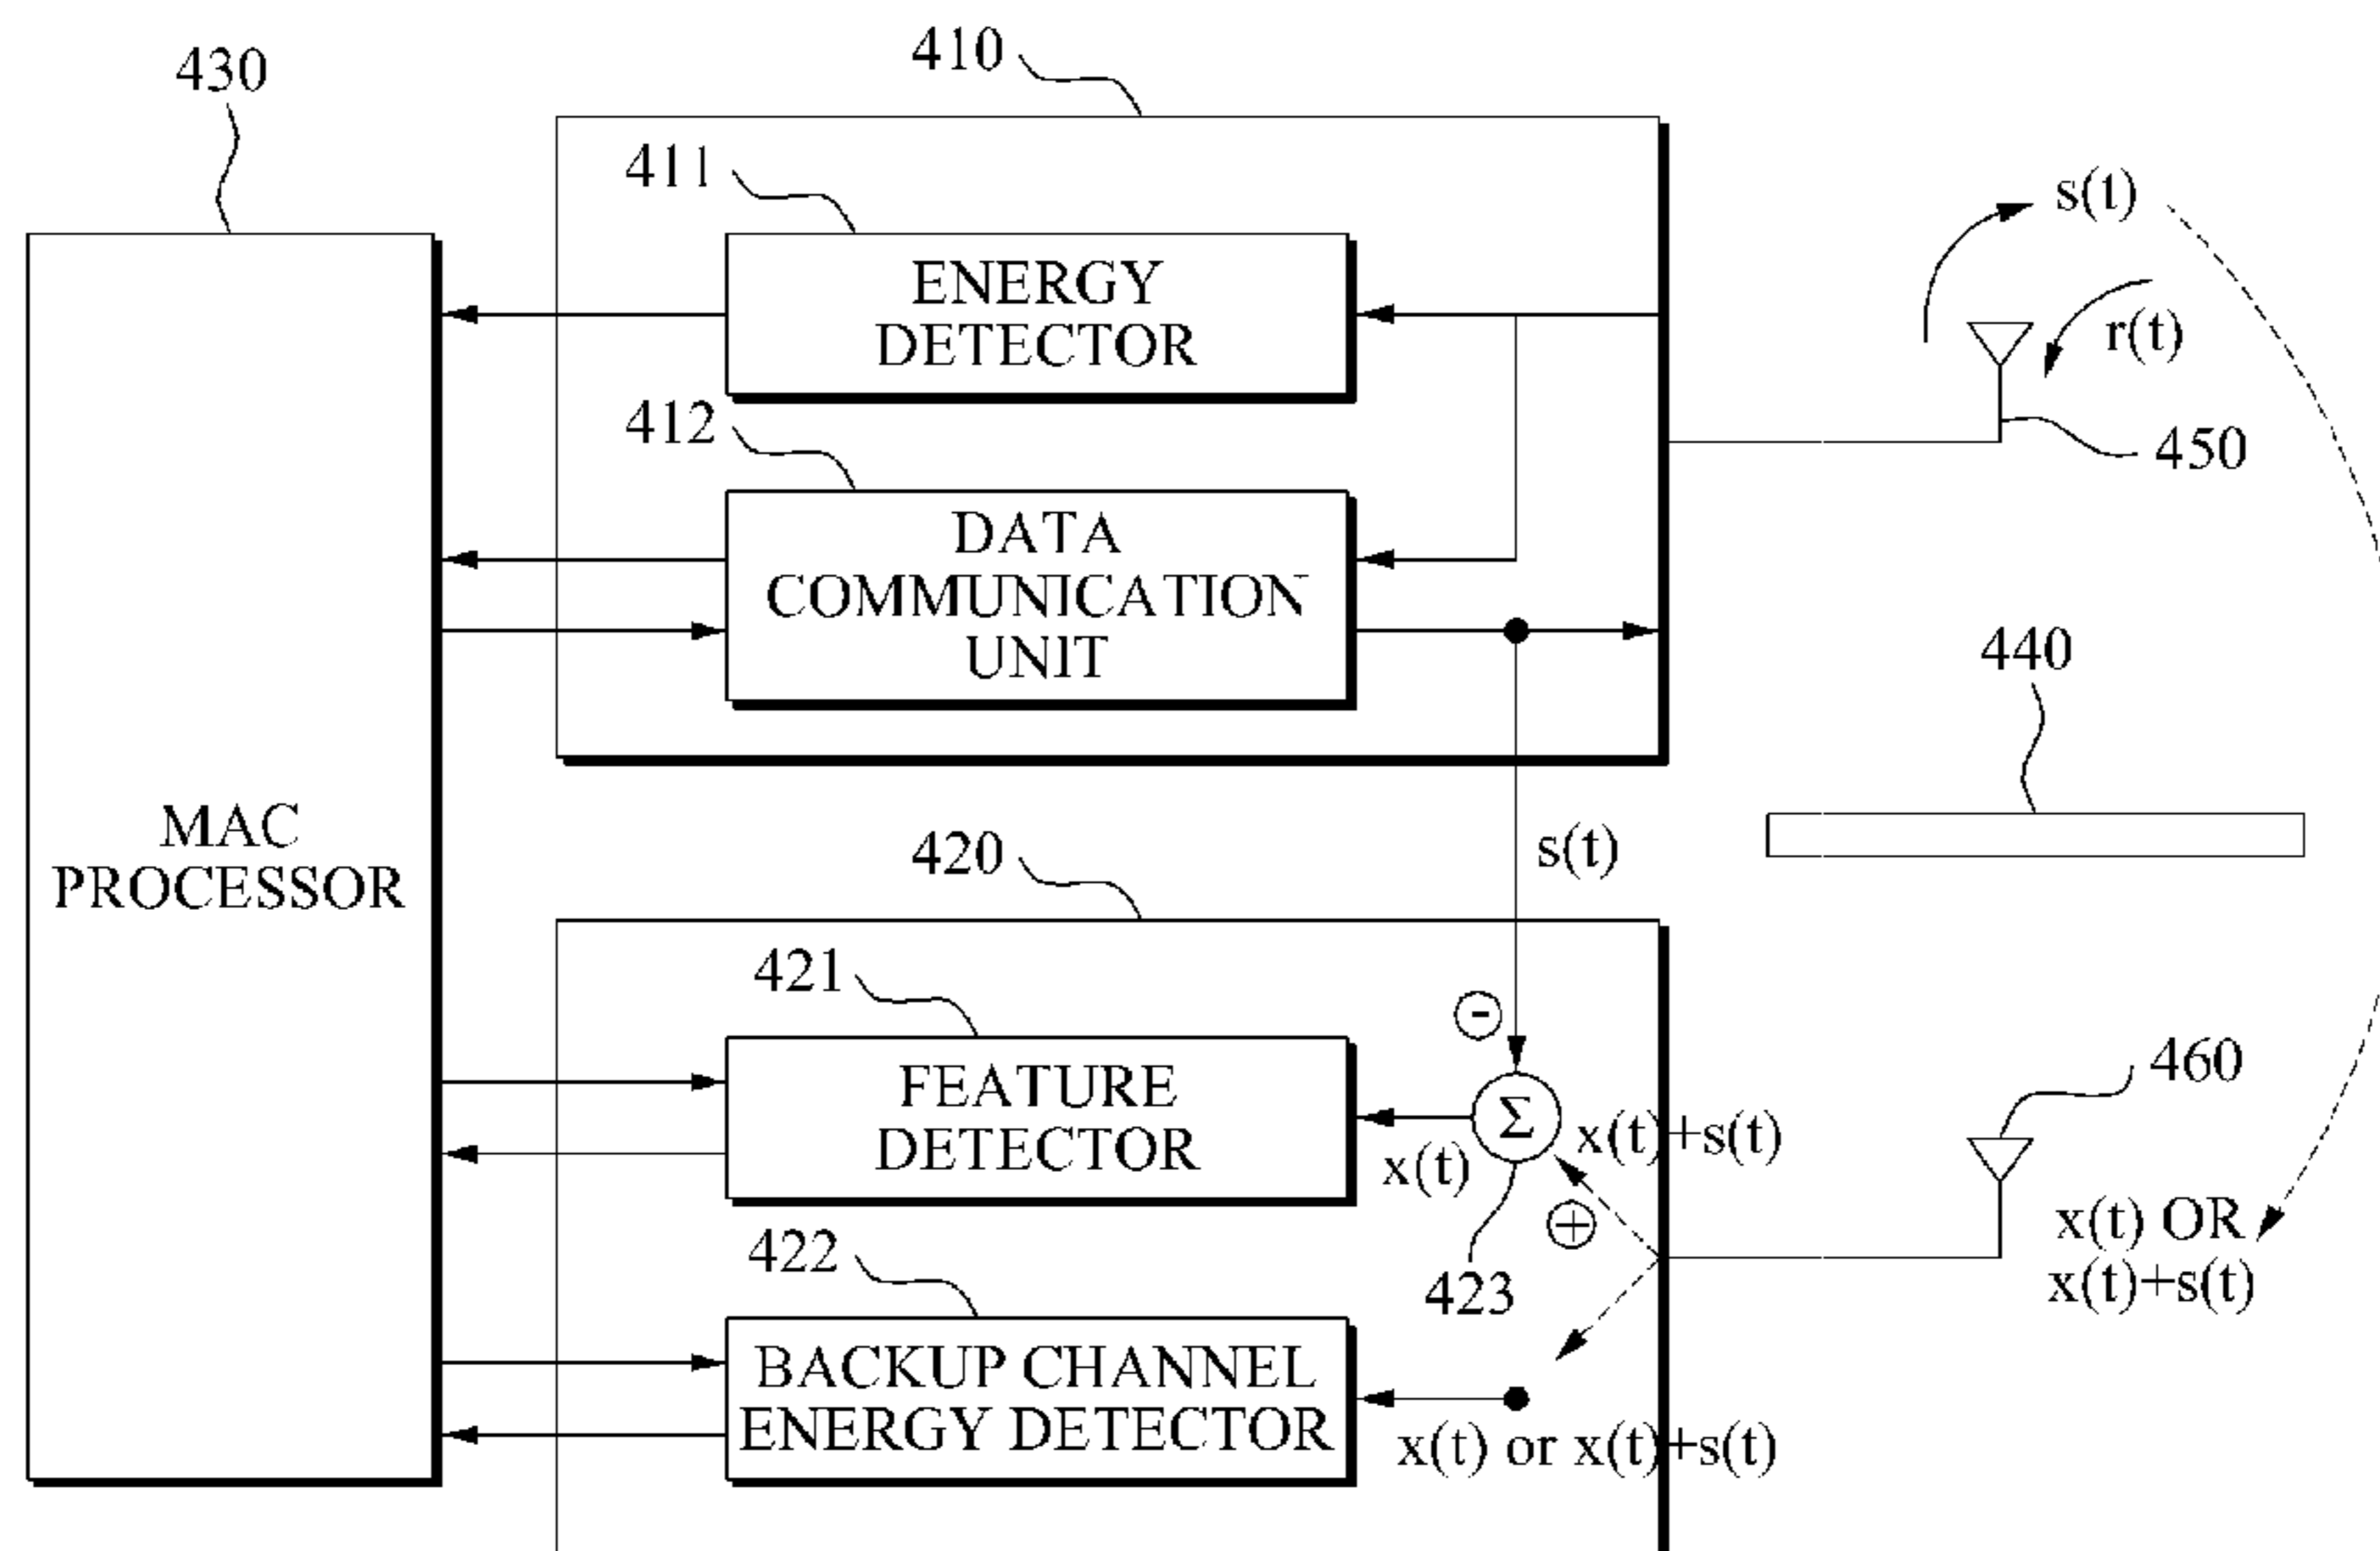 410
430
411
s(t)
ENERGY
DETECTOR
r(t)
412
450
DATA
COMMUNICATION
UNIT
440
MAC
PROCESSOR
420
s(t)
421
-
460
FEATURE
DETECTOR
Σ
x(t)+s(t)
x(t)
+
x(t) OR
x(t)+s(t)
422
423
BACKUP CHANNEL
ENERGY DETECTOR
x(t) or x(t)+s(t)